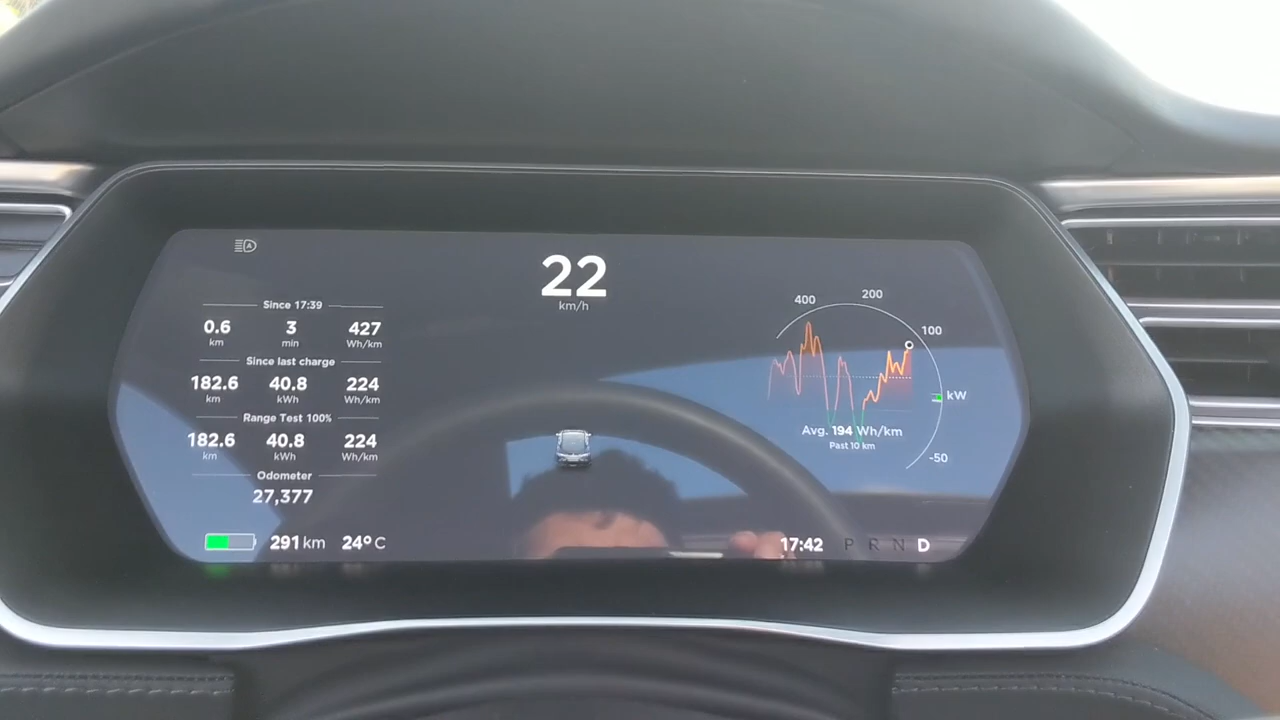 22
km/h
Since 17:39
0.6 3 427
km min Wh/km
Since last charge
182.6 40.8 224
km kWh Wh/km
Range Test 100%
182.6 40.8 224
km kWh Wh/km
Odometer
27,377
291 km 24° C
400 200
100
kW
-50
Avg. 194 Wh/km
Past 10 km
17:42 P R N D